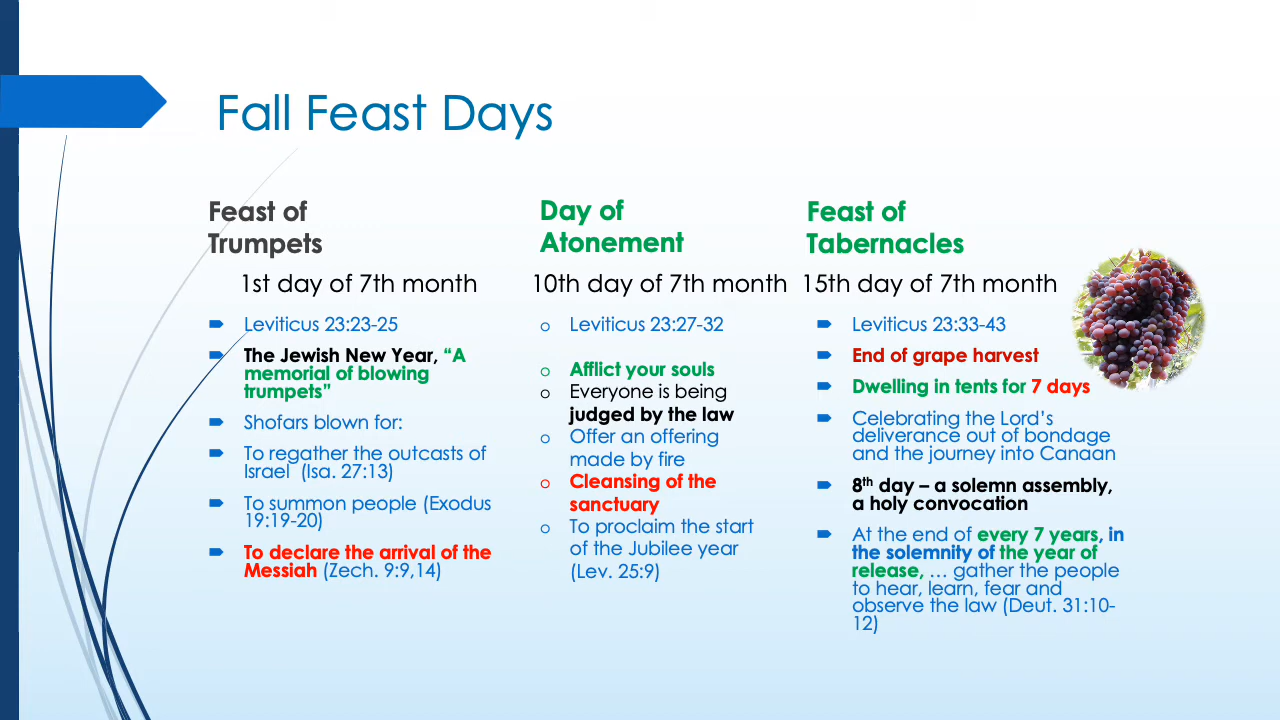 Fall Feast Days
Feast of
Trumpets
1st day of 7th month
Leviticus 23:23-25
The Jewish New Year, “A
memorial of blowing
trumpets”
Shofars blown for:
To regather the outcasts of
Israel (Isa. 27:13)
To summon people (Exodus
19:19-20)
To declare the arrival of the
Messiah (Zech. 9:9,14)
Day of
Atonement
10th day of 7th month
Leviticus 23:27-32
Afflict your souls
Everyone is being
judged by the law
Offer an offering
made by fire
Cleansing of the
sanctuary
To proclaim the start
of the Jubilee year
(Lev. 25:9)
Feast of
Tabernacles
15th day of 7th month
Leviticus 23:33-43
End of grape harvest
Dwelling in tents for 7 days
Celebrating the Lord’s
deliverance out of bondage
and the journey into Canaan
8th day – a solemn assembly,
a holy convocation
At the end of every 7 years, in
the solemnity of the year of
release, … gather the people
to hear, learn, fear and
observe the law (Deut. 31:10-
12)